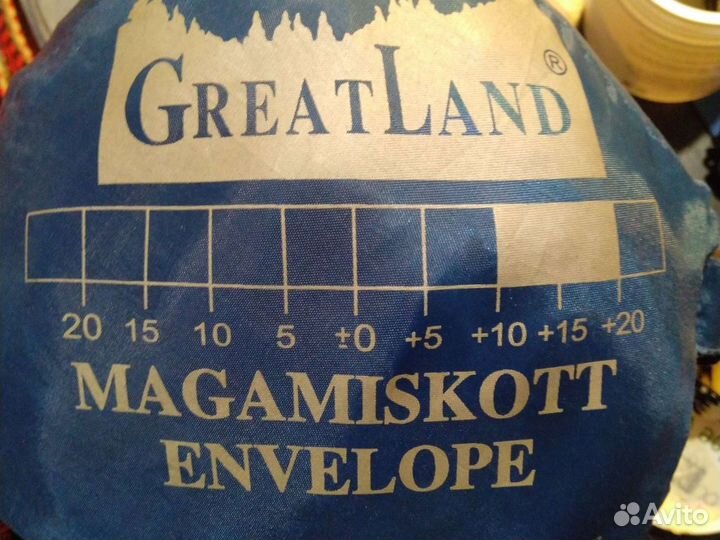 GREATLAND®
20 15 10 5 ±0 +5 +10 +15 +20
MAGAMISKOTT
ENVELOPE
Avito